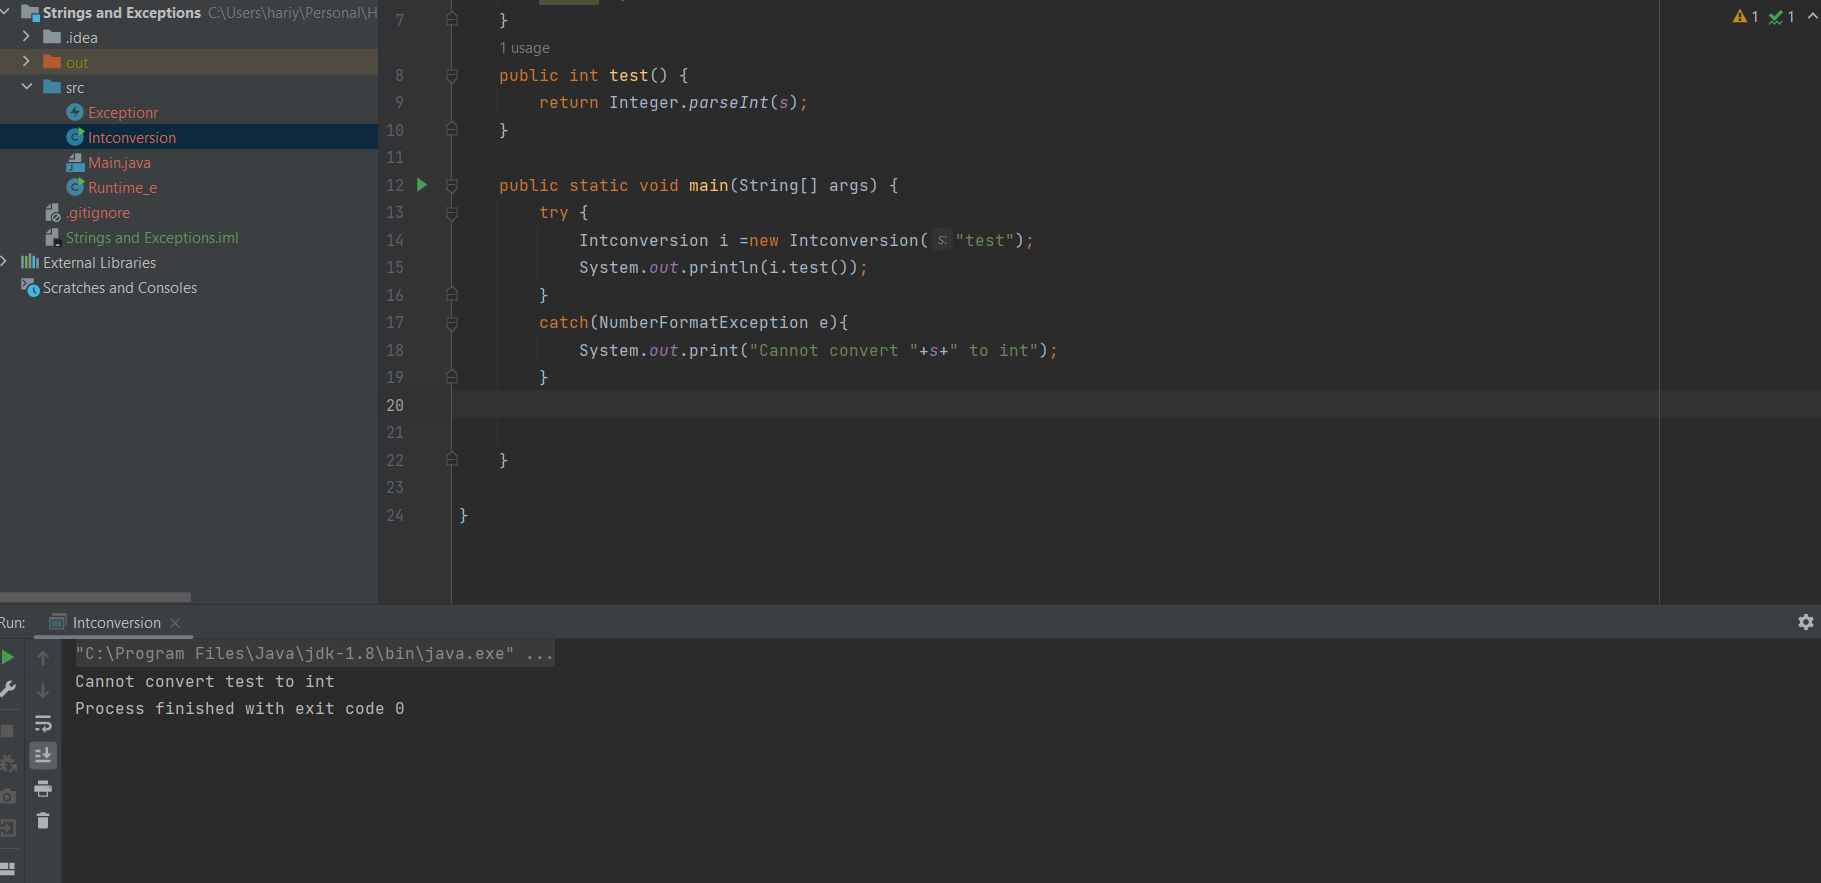 Strings and Exceptions C:\Users\hariy\Personal\H
.idea
out
src
Exceptionr
Intconversion
Main.java
Runtime_e
.gitignore
Strings and Exceptions.iml
External Libraries
Scratches and Consoles
1 1
7 }
1 usage
8 public int test() {
9 return Integer.parseInt(s);
10 }
11
12 public static void main(String[] args) {
13 try {
14 Intconversion i =new Intconversion( s: "test");
15 System.out.println(i.test());
16 }
17 catch(NumberFormatException e){
18 System.out.print("Cannot convert "+s+" to int");
19 }
20
21
22 }
23
24 }
Run: Intconversion
"C:\Program Files\Java\jdk-1.8\bin\java.exe" ...
Cannot convert test to int
Process finished with exit code 0